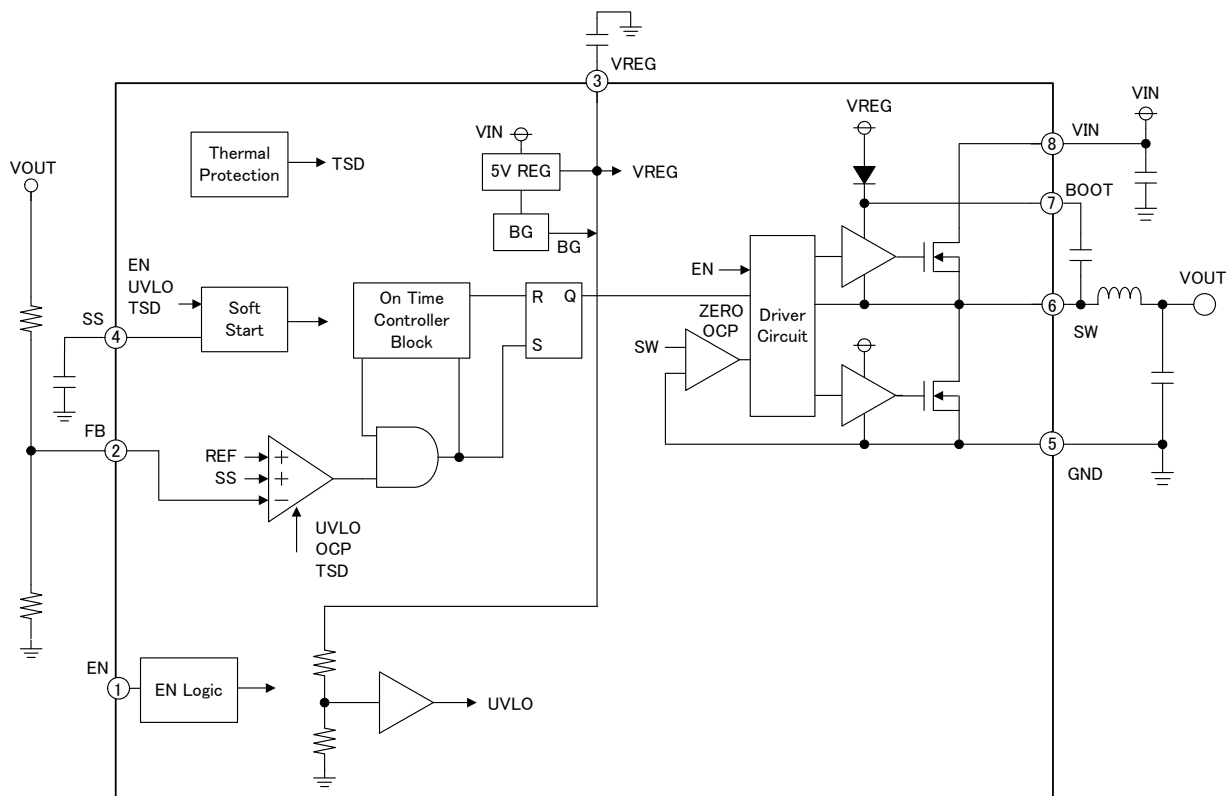 3
VREG
VIN
8
VIN
VREG
VIN
5V REG
VREG
Thermal
Protection
TSD
VOUT
7
BOOT
BG
BG
EN
UVLO
TSD
Soft
Start
SS
4
On Time
Controller
Block
R
Q
S
EN
Driver
Circuit
ZERO
OCP
SW
6
SW
VOUT
FB
2
REF
SS
+
+
−
UVLO
OCP
TSD
5
GND
EN
1
EN Logic
UVLO